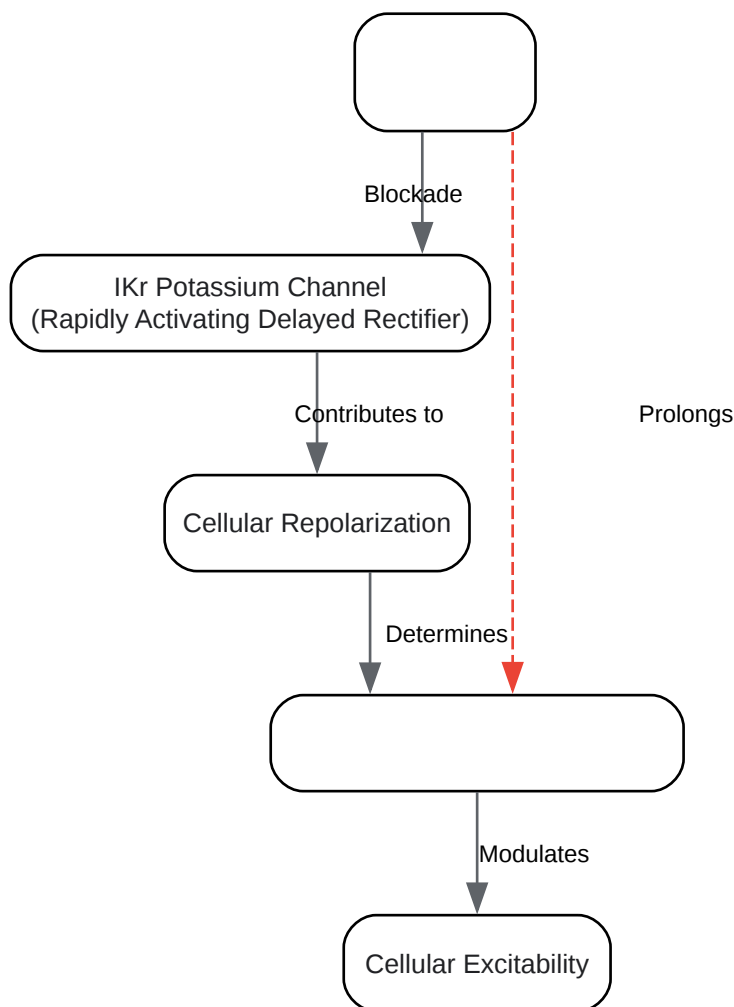 Blockade
IKr Potassium Channel
(Rapidly Activating Delayed Rectifier)
Contributes to
Prolongs
Cellular Repolarization
Determines
Modulates
Cellular Excitability